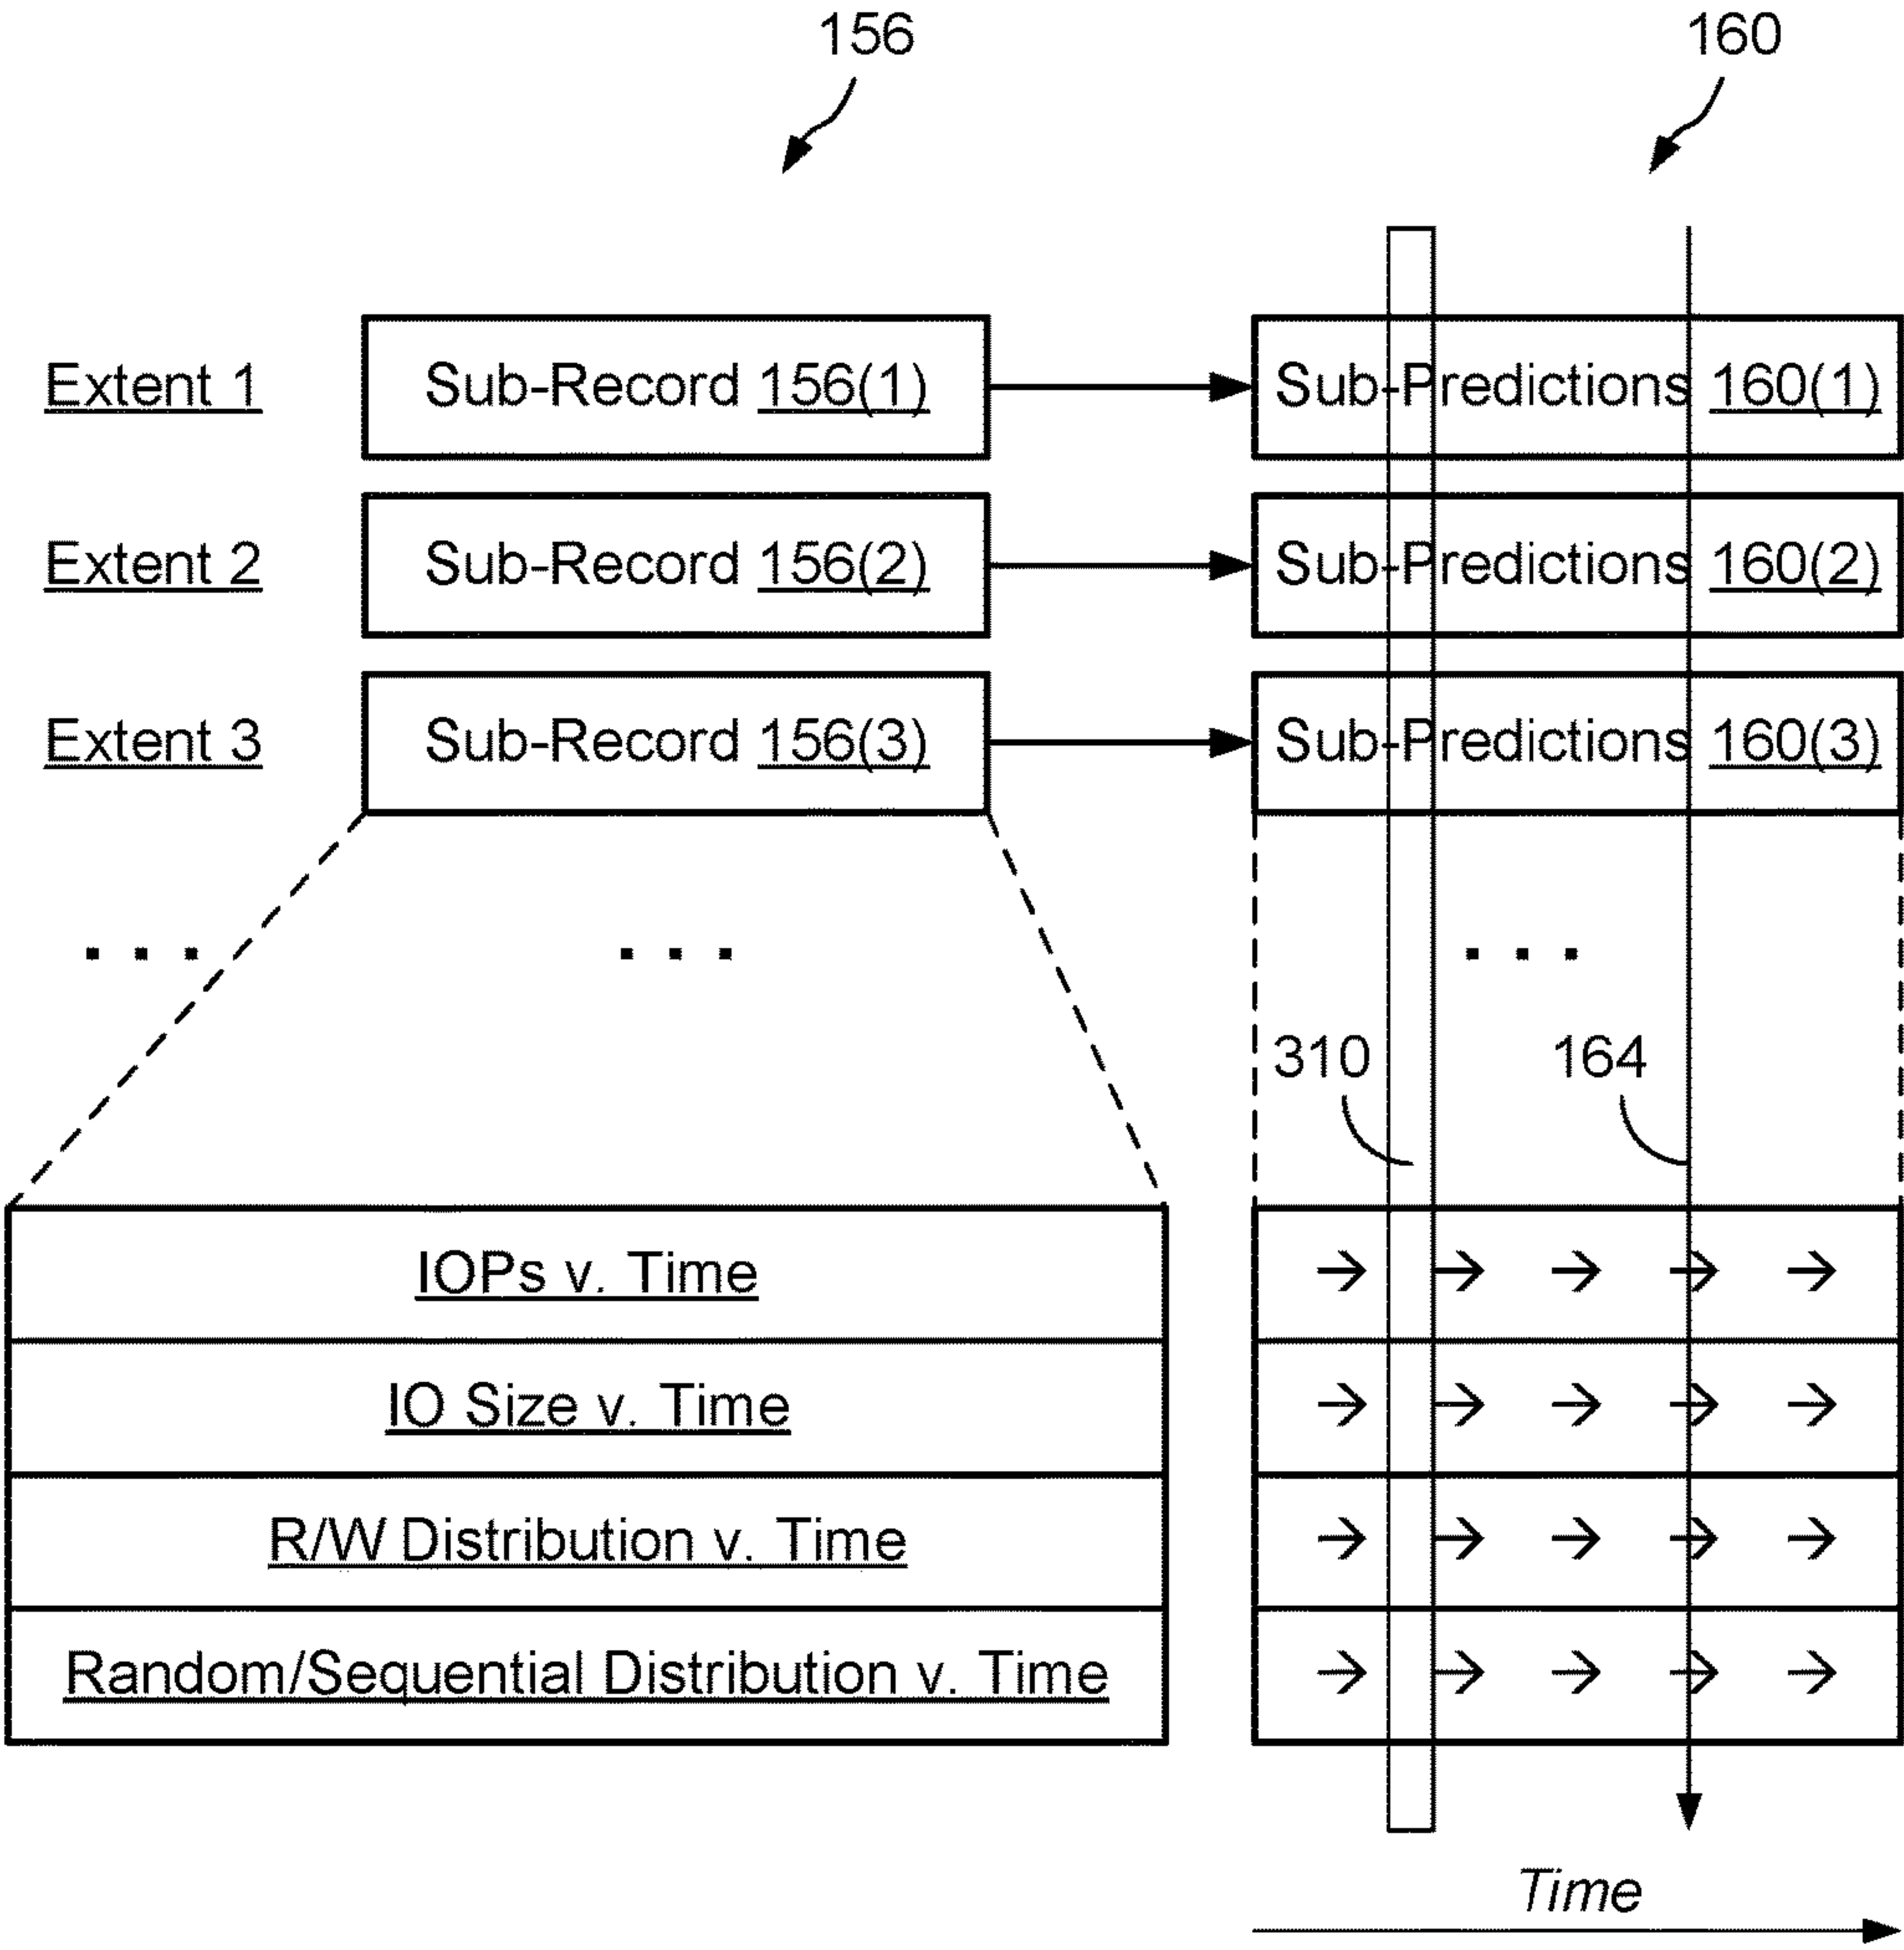 156
160
Extent 1
Sub-Record 156(1)
Sub-Predictions 160(1)
Extent 2
Sub-Record 156(2)
Sub-Predictions 160(2)
Extent 3
Sub-Record 156(3)
Sub-Predictions 160(3)
. . .
. . .
. . .
310
164
IOPs v. Time
IO Size v. Time
R/W Distribution v. Time
Random/Sequential Distribution v. Time
Time